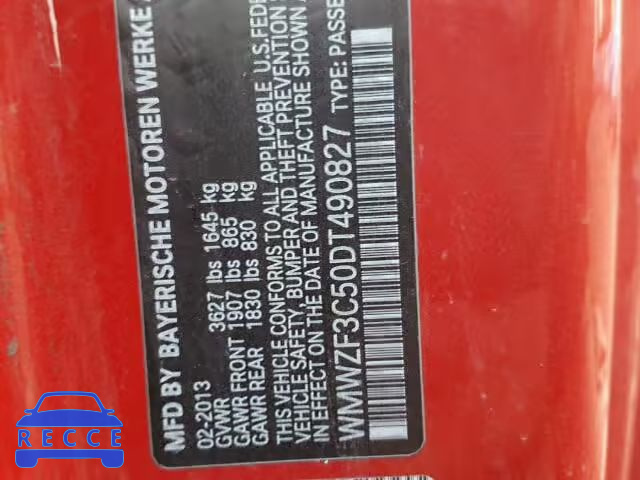 MFD BY BAYERISCHE MOTOREN WERKE
02-2013
GVWR 3627 lbs 1645 kg
GAWR FRONT 1907 lbs 865 kg
GAWR REAR 1830 lbs 830 kg
THIS VEHICLE CONFORMS TO ALL APPLICABLE U.S.FEDE
VEHICLE SAFETY, BUMPER AND THEFT PREVENTION
IN EFFECT ON THE DATE OF MANUFACTURE SHOWN
WMWZF3C50DT490827 TYPE: PASSE
RECCE